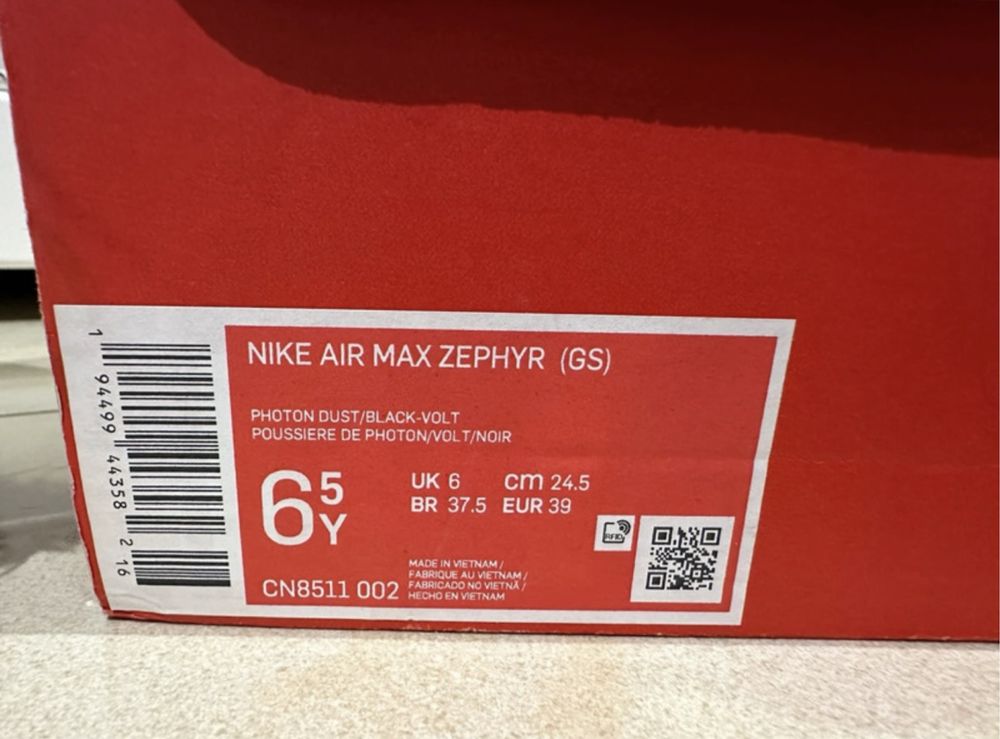 NIKE AIR MAX ZEPHYR (GS)
PHOTON DUST/BLACK-VOLT
POUSSIERE DE PHOTON/VOLT/NOIR
6 5 Y
UK 6 cm 24.5
BR 37.5 EUR 39
RFID
CN8511 002
MADE IN VIETNAM /
FABRIQUE AU VIETNAM /
FABRICADO NO VIETNÃ /
HECHO EN VIETNAM
1 94499 44358 2 16